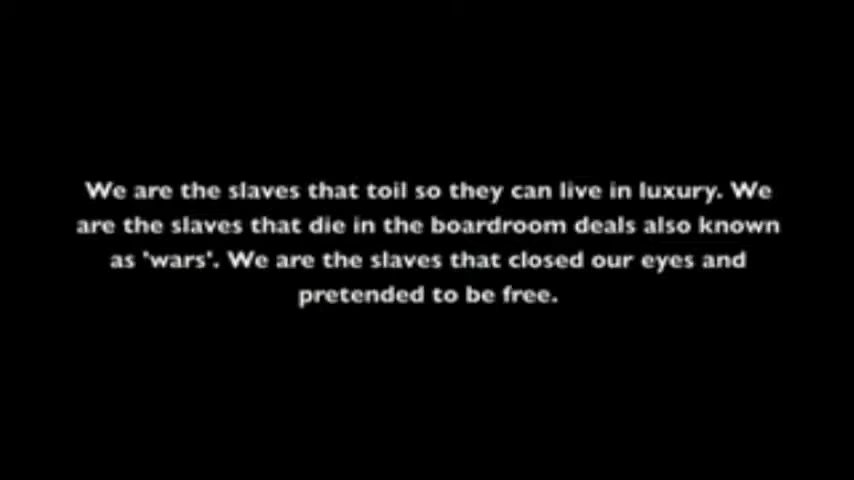 We are the slaves that toil so they can live in luxury. We
are the slaves that die in the boardroom deals also known
as 'wars'. We are the slaves that closed our eyes and
pretended to be free.